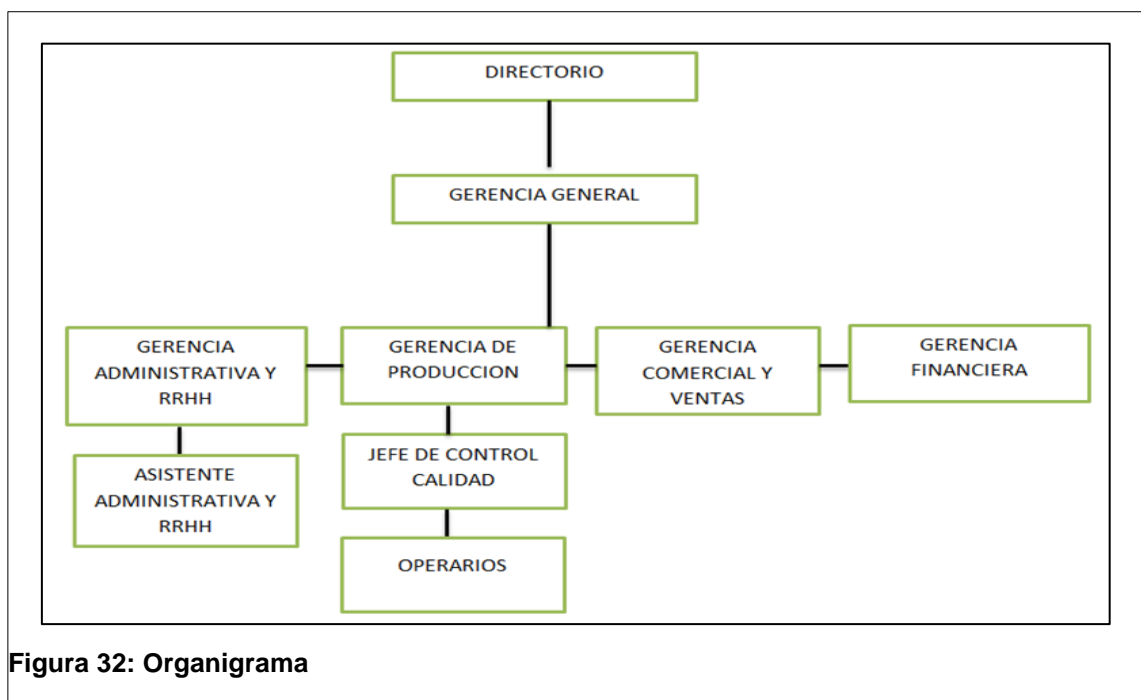 DIRECTORIO
GERENCIA GENERAL
GERENCIA
ADMINISTRATIVA Y
RRHH
GERENCIA DE
PRODUCCION
GERENCIA
COMERCIAL Y
VENTAS
GERENCIA
FINANCIERA
ASISTENTE
ADMINISTRATIVA Y
RRHH
JEFE DE CONTROL
CALIDAD
OPERARIOS
Figura 32: Organigrama